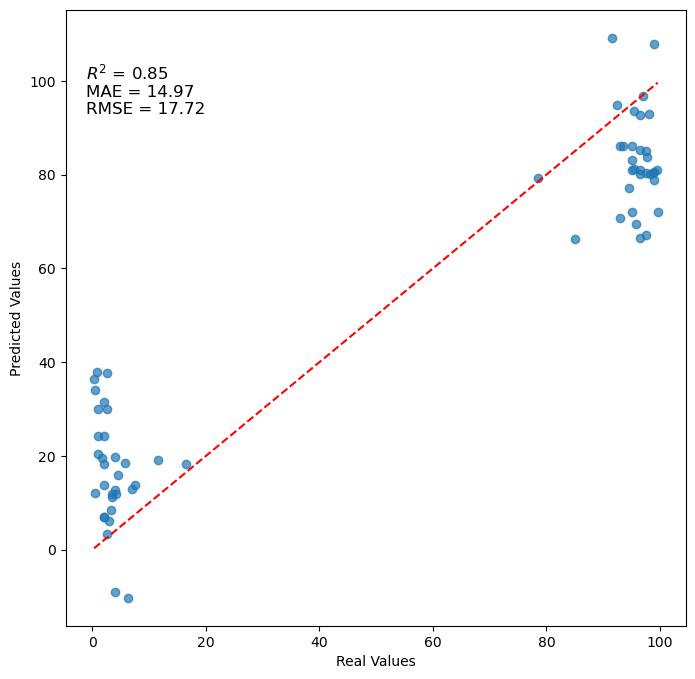 R² = 0.85
MAE = 14.97
RMSE = 17.72
100
80
60
40
20
0
Predicted Values
0 20 40 60 80 100
Real Values